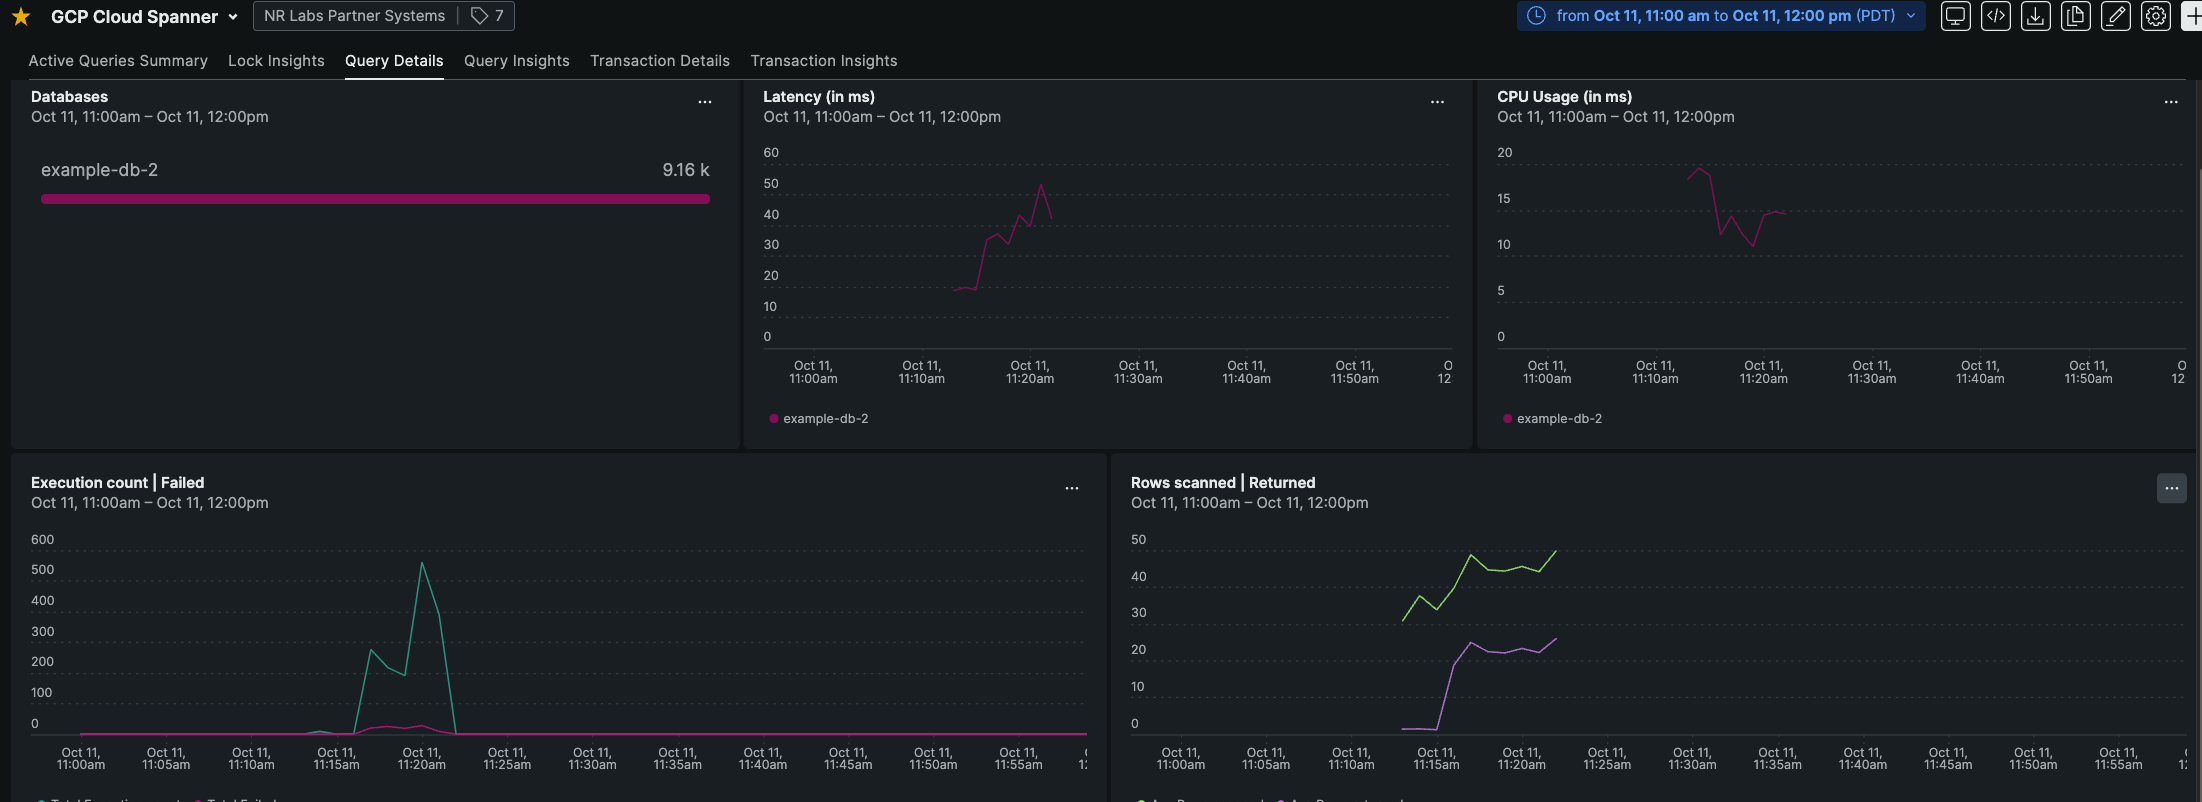 GCP Cloud Spanner
NR Labs Partner Systems 7
from Oct 11, 11:00 am to Oct 11, 12:00 pm (PDT)
Active Queries Summary Lock Insights Query Details Query Insights Transaction Details Transaction Insights
Databases
Oct 11, 11:00am – Oct 11, 12:00pm
example-db-2 9.16 k
Latency (in ms)
Oct 11, 11:00am – Oct 11, 12:00pm
60
50
40
30
20
10
0
Oct 11, Oct 11, Oct 11, Oct 11, Oct 11, Oct 11, O
11:00am 11:10am 11:20am 11:30am 11:40am 11:50am 12
example-db-2
CPU Usage (in ms)
Oct 11, 11:00am – Oct 11, 12:00pm
20
15
10
5
0
Oct 11, Oct 11, Oct 11, Oct 11, Oct 11, Oct 11, O
11:00am 11:10am 11:20am 11:30am 11:40am 11:50am 12
example-db-2
Execution count | Failed
Oct 11, 11:00am – Oct 11, 12:00pm
600
500
400
300
200
100
0
Oct 11, Oct 11, Oct 11, Oct 11, Oct 11, Oct 11, Oct 11, Oct 11, Oct 11, Oct 11, Oct 11, Oct 11,
11:00am 11:05am 11:10am 11:15am 11:20am 11:25am 11:30am 11:35am 11:40am 11:45am 11:50am 11:55am
Rows scanned | Returned
Oct 11, 11:00am – Oct 11, 12:00pm
50
40
30
20
10
0
Oct 11, Oct 11, Oct 11, Oct 11, Oct 11, Oct 11, Oct 11, Oct 11, Oct 11, Oct 11, Oct 11, Oct 11,
11:00am 11:05am 11:10am 11:15am 11:20am 11:25am 11:30am 11:35am 11:40am 11:45am 11:50am 11:55am